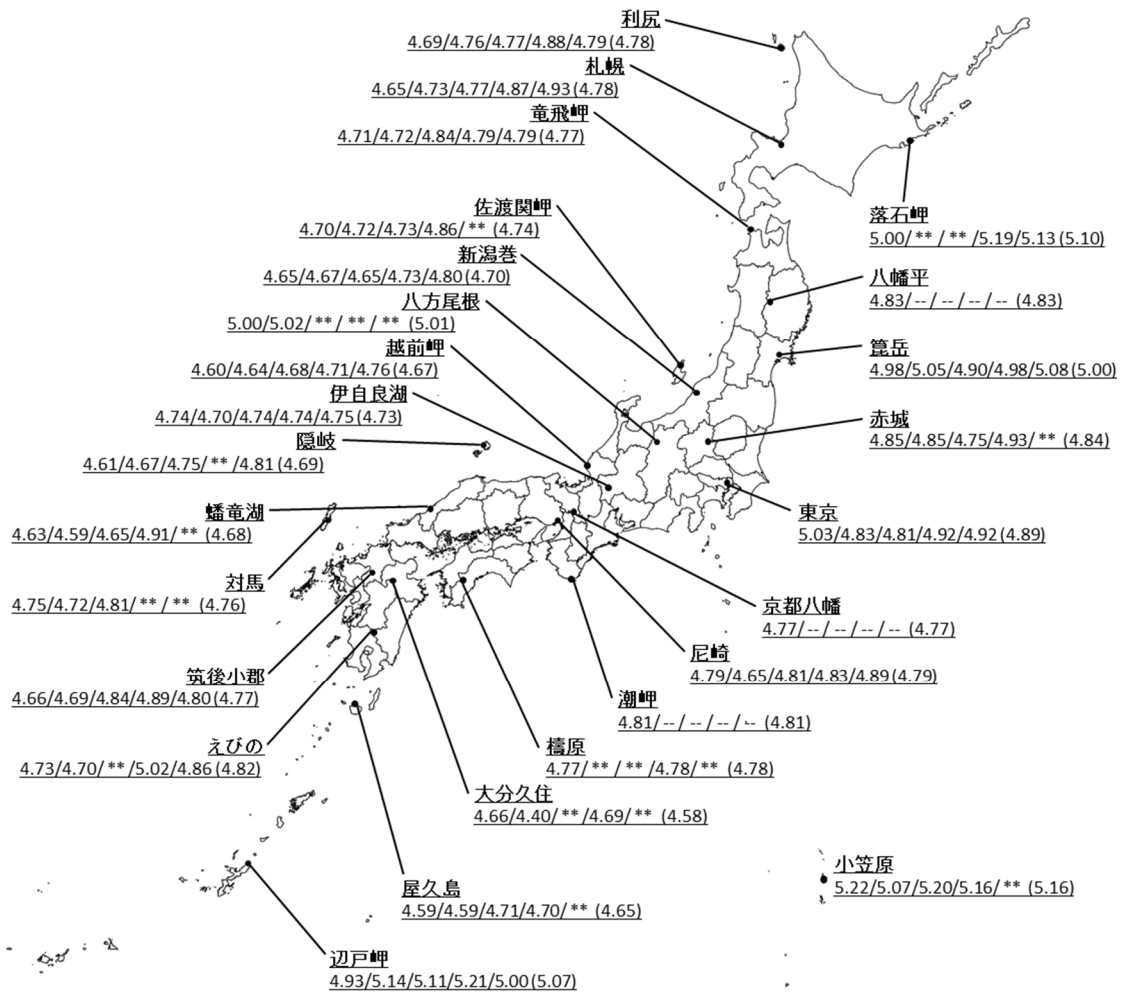 利尻
4.69/4.76/4.77/4.88/4.79 (4.78)
札幌
4.65/4.73/4.77/4.87/4.93 (4.78)
竜飛岬
4.71/4.72/4.84/4.79/4.79 (4.77)
落石岬
5.00/ ** / ** /5.19/5.13 (5.10)
佐渡関岬
4.70/4.72/4.73/4.86/ ** (4.74)
新潟巻
4.65/4.67/4.65/4.73/4.80 (4.70)
八幡平
4.83/ -- / -- / -- / -- (4.83)
八方尾根
5.00/5.02/ ** / ** / ** (5.01)
越前岬
4.60/4.64/4.68/4.71/4.76 (4.67)
箟岳
4.98/5.05/4.90/4.98/5.08 (5.00)
伊自良湖
4.74/4.70/4.74/4.74/4.75 (4.73)
赤城
4.85/4.85/4.75/4.93/ ** (4.84)
隠岐
4.61/4.67/4.75/ ** /4.81 (4.69)
蟠竜湖
4.63/4.59/4.65/4.91/ ** (4.68)
東京
5.03/4.83/4.81/4.92/4.92 (4.89)
対馬
4.75/4.72/4.81/ ** / ** (4.76)
京都八幡
4.77/ -- / -- / -- / -- (4.77)
尼崎
4.79/4.65/4.81/4.83/4.89 (4.79)
筑後小郡
4.66/4.69/4.84/4.89/4.80 (4.77)
潮岬
4.81/ -- / -- / -- / -- (4.81)
えびの
4.73/4.70/ ** /5.02/4.86 (4.82)
檮原
4.77/ ** / ** /4.78/ ** (4.78)
大分久住
4.66/4.40/ ** /4.69/ ** (4.58)
小笠原
5.22/5.07/5.20/5.16/ ** (5.16)
屋久島
4.59/4.59/4.71/4.70/ ** (4.65)
辺戸岬
4.93/5.14/5.11/5.21/5.00 (5.07)